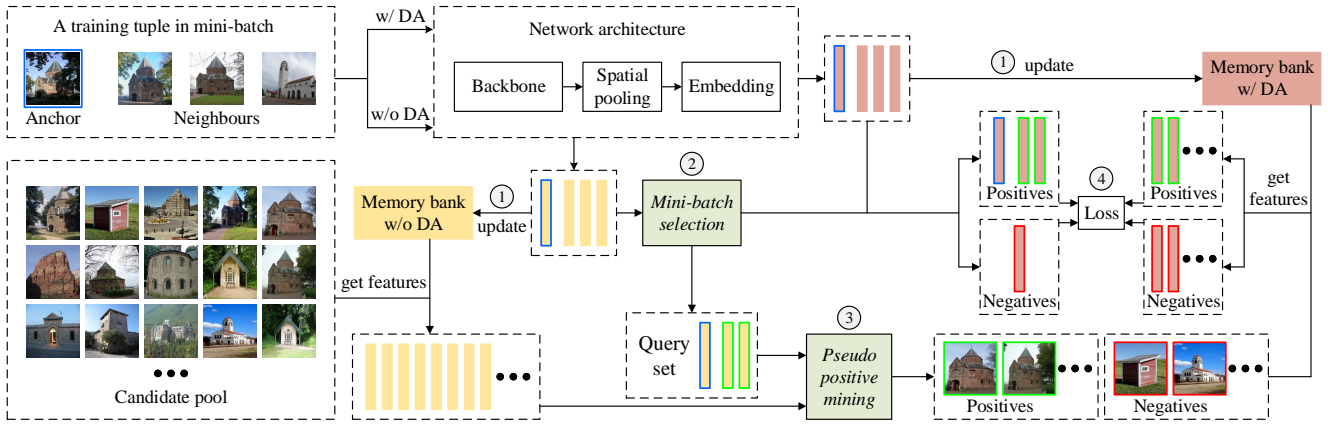 A training tuple in mini-batch
Anchor
Neighbours
w/ DA
w/o DA
Network architecture
Backbone
Spatial
pooling
Embedding
1 update
Memory bank
w/ DA
Candidate pool
Memory bank
w/o DA
1
update
get features
2
Mini-batch
selection
Query
set
3
Pseudo
positive
mining
Positives
Negatives
4
Loss
Positives
Negatives
get
features
Positives
Negatives